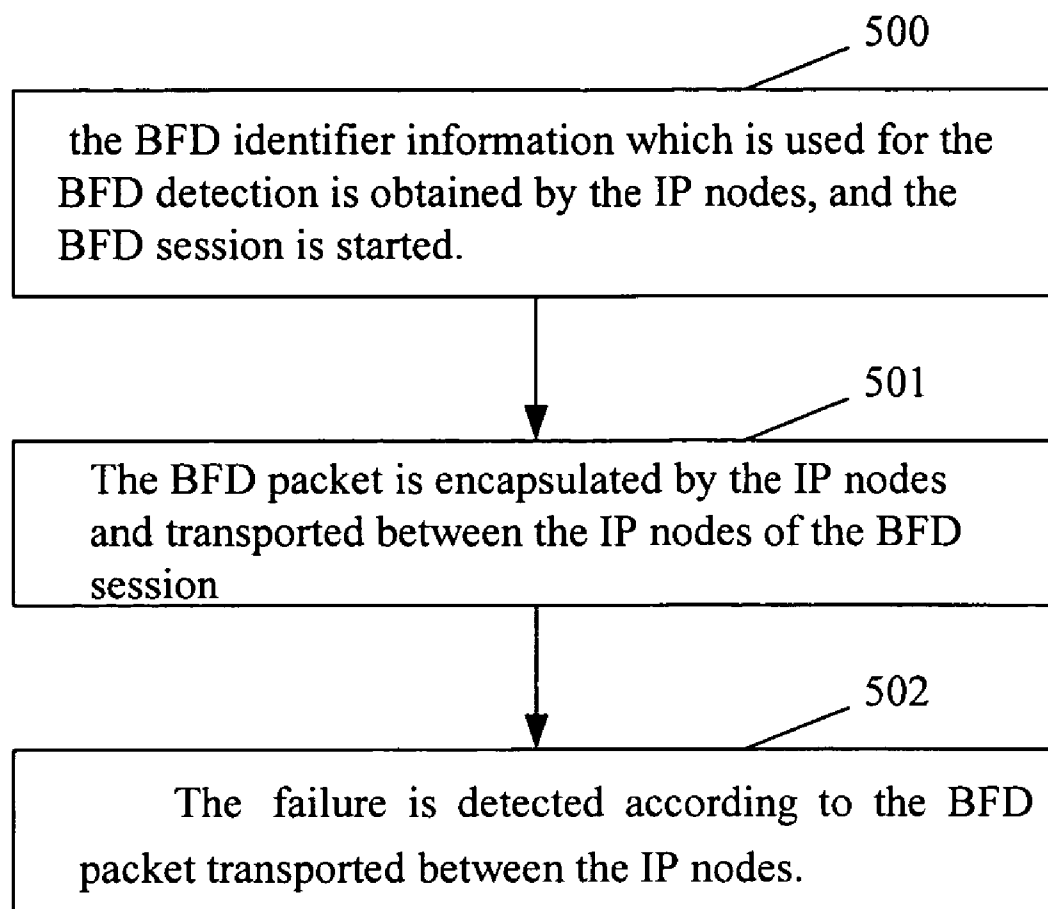 500
the BFD identifier information which is used for the
BFD detection is obtained by the IP nodes, and the
BFD session is started.
501
The BFD packet is encapsulated by the IP nodes
and transported between the IP nodes of the BFD
session
502
The failure is detected according to the BFD
packet transported between the IP nodes.